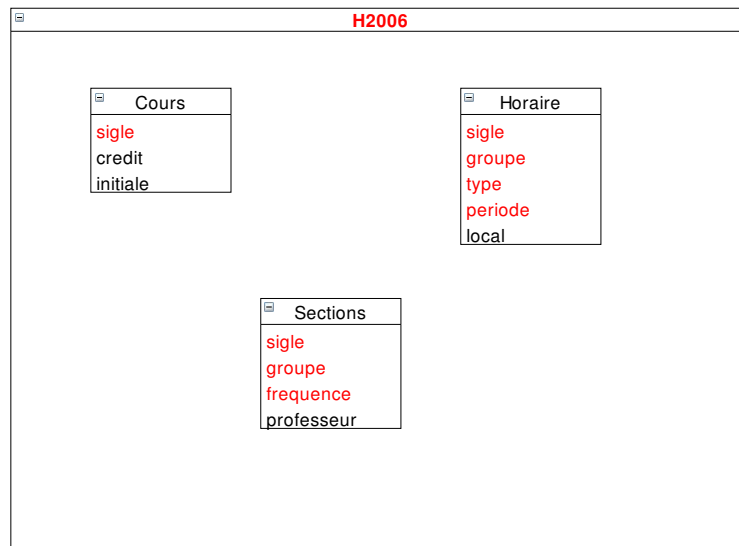 H2006
Cours
sigle
credit
initiale
Horaire
sigle
groupe
type
periode
local
Sections
sigle
groupe
frequence
professeur